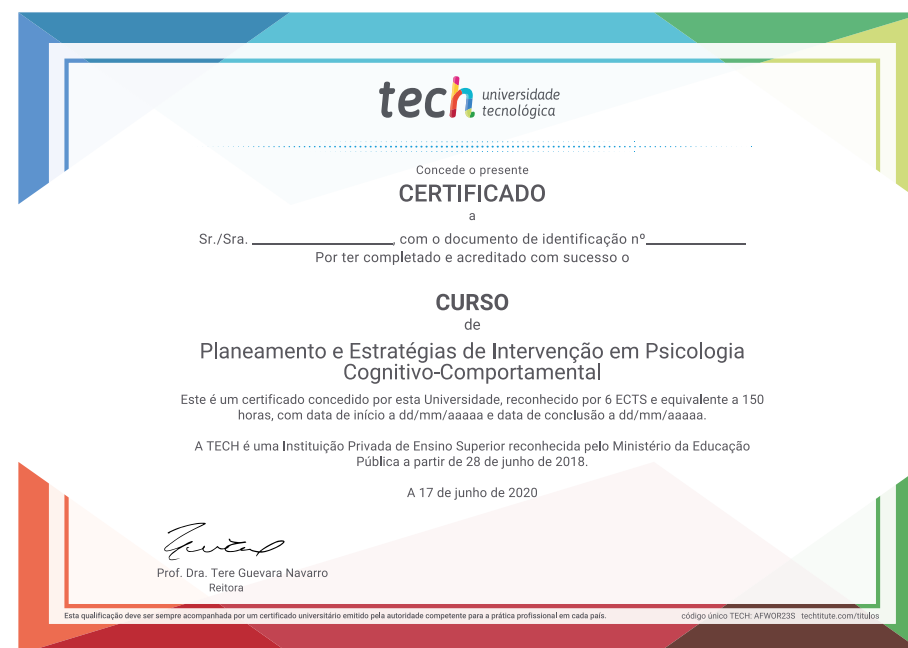 tech universidade
tecnológica
Concede o presente
CERTIFICADO
a
Sr./Sra. ____________, com o documento de identificação nº____________
Por ter completado e acreditado com sucesso o
CURSO
de
Planeamento e Estratégias de Intervenção em Psicologia
Cognitivo-Comportamental
Este é um certificado concedido por esta Universidade, reconhecido por 6 ECTS e equivalente a 150
horas, com data de início a dd/mm/aaaaa e data de conclusão a dd/mm/aaaaa.
A TECH é uma Instituição Privada de Ensino Superior reconhecida pelo Ministério da Educação
Pública a partir de 28 de junho de 2018.
A 17 de junho de 2020
Prof. Dra. Tere Guevara Navarro
Reitora
Esta qualificação deve ser sempre acompanhada por um certificado universitário emitido pela autoridade competente para a prática profissional em cada país. código único TECH: AFWOR23S techtitute.com/titulos